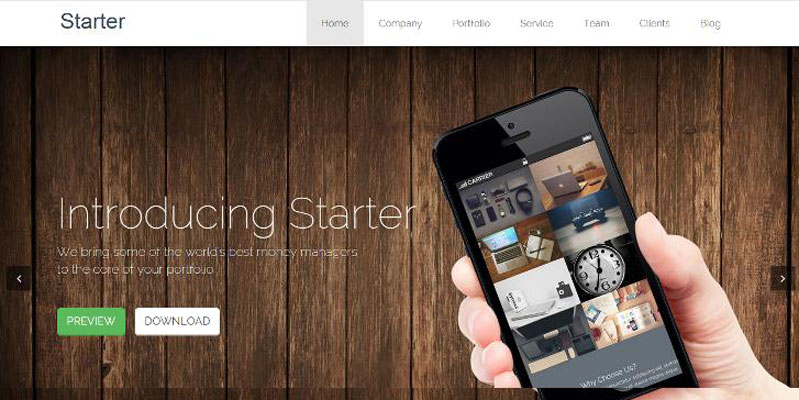 Starter
Home
Company
Portfolio
Service
Team
Clients
Blog
Introducing Starter
We bring some of the world's best money managers
to the core of your portfolio
PREVIEW
DOWNLOAD
CARRIER
Why Choose Us?